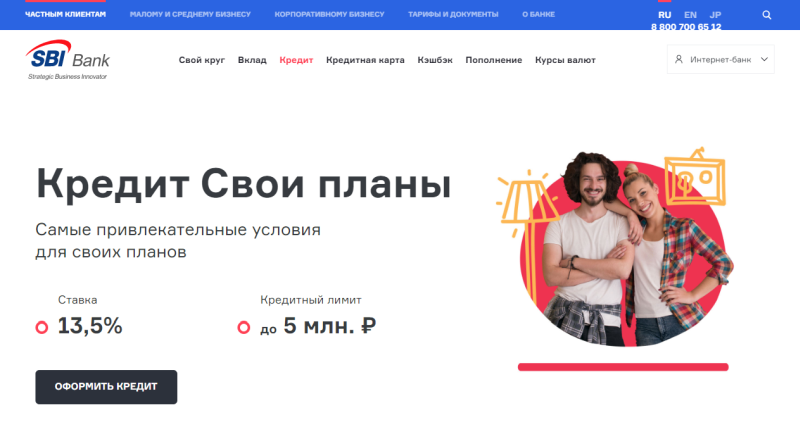 ЧАСТНЫМ КЛИЕНТАМ МАЛОМУ И СРЕДНЕМУ БИЗНЕСУ КОРПОРАТИВНОМУ БИЗНЕСУ ТАРИФЫ И ДОКУМЕНТЫ О БАНКЕ RU EN JP
8 800 700 65 12
SBI Bank
Strategic Business Innovator
Свой круг Вклад Кредит Кредитная карта Кэшбэк Пополнение Курсы валют Интернет-банк
Кредит Свои планы
Самые привлекательные условия
для своих планов
Ставка
13,5%
Кредитный лимит
до 5 млн. ₽
ОФОРМИТЬ КРЕДИТ